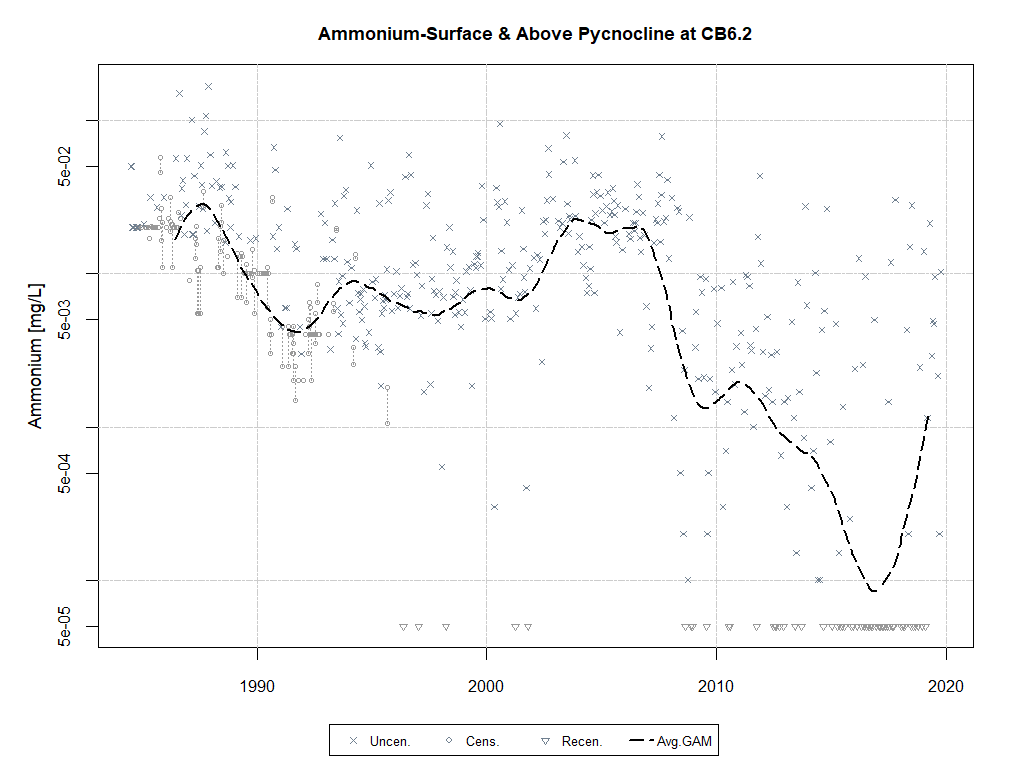 Ammonium-Surface & Above Pycnocline at CB6.2
Ammonium [mg/L]
5e-02
5e-03
5e-04
5e-05
1990 2000 2010 2020
Uncen. Cens. Recen. Avg.GAM